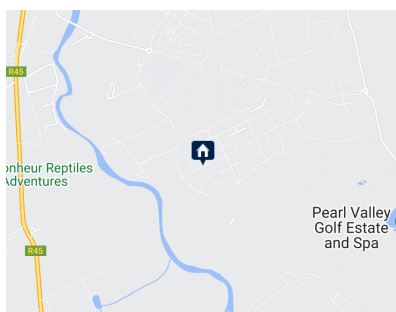 R45
onheur Reptiles
Adventures
Pearl Valley
Golf Estate
and Spa
R45